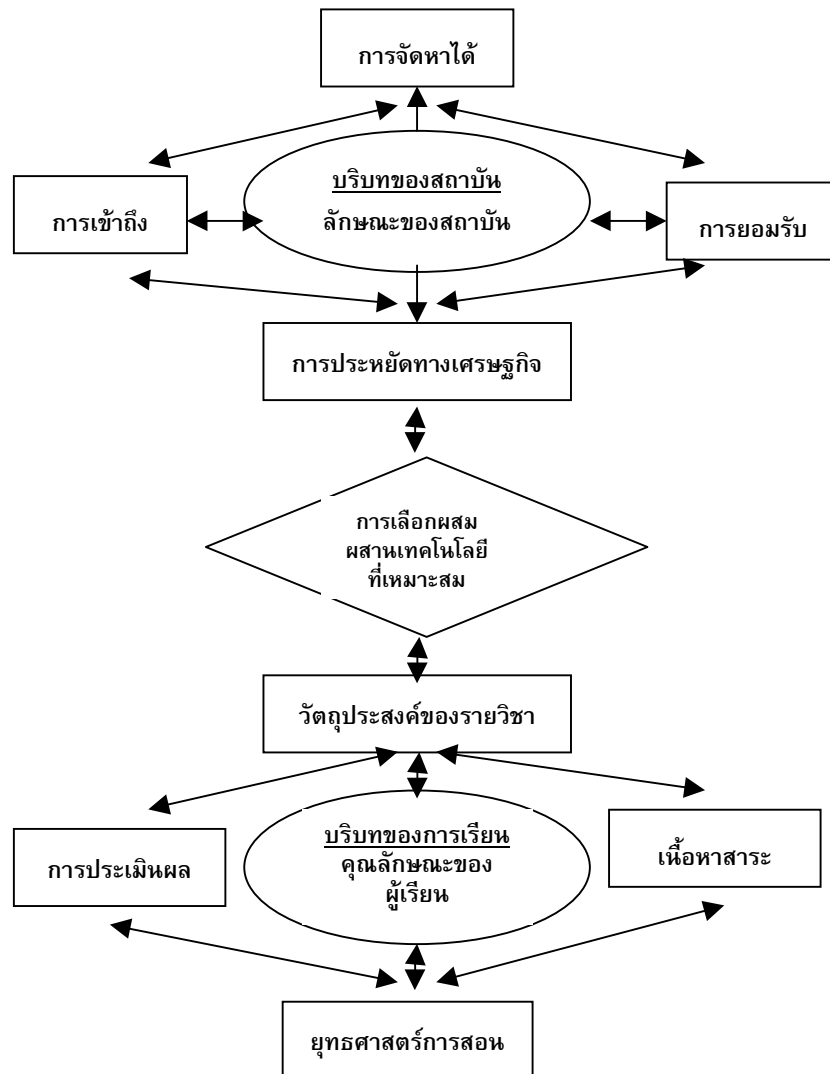 การจัดหาได้
บริบทของสถาบัน
ลักษณะของสถาบัน
การเข้าถึง
การยอมรับ
การประหยัดทางเศรษฐกิจ
การเลือกผสม
ผสานเทคโนโลยี
ที่เหมาะสม
วัตถุประสงค์ของรายวิชา
บริบทของการเรียน
คุณลักษณะของ
ผู้เรียน
การประเมินผล
เนื้อหาสาระ
ยุทธศาสตร์การสอน